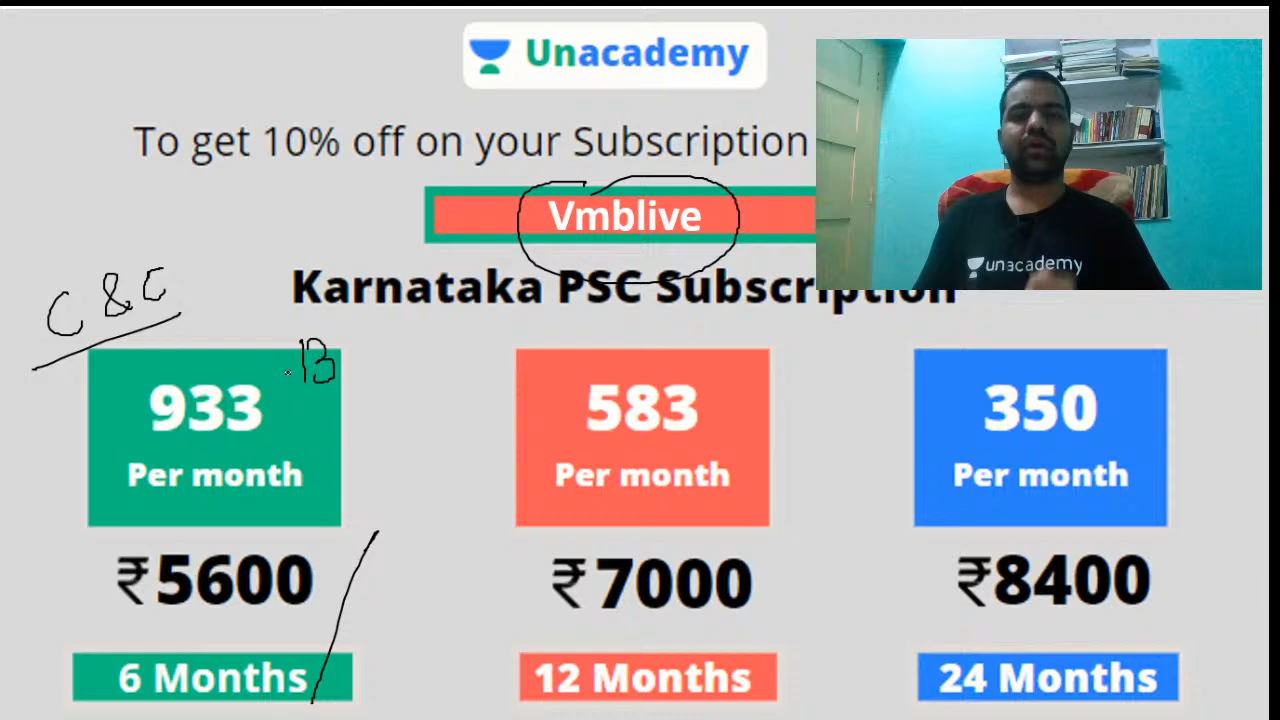 Unacademy
To get 10% off on your Subscription
Vmblive
unacademy
Karnataka PSC Subscription
C & C
13
933
Per month
583
Per month
350
Per month
₹5600
₹7000
₹8400
6 Months
12 Months
24 Months